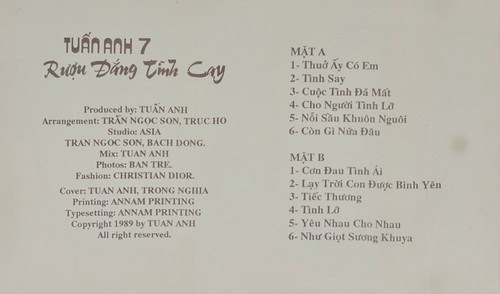 TUẤN ANH 7
Rượu Đắng Tình Cay
Produced by: TUẤN ANH
Arrangement: TRẦN NGOC SON, TRUC HO
Studio: ASIA
TRAN NGOC SON, BACH DONG.
Mix: TUAN ANH
Photos: BAN TRE.
Fashion: CHRISTIAN DIOR.
Cover: TUAN ANH, TRONG NGHIA
Printing: ANNAM PRINTING
Typesetting: ANNAM PRINTING
Copyright 1989 by TUAN ANH
All right reserved.
MẶT A
1- Thuở Ấy Có Em
2- Tình Say
3- Cuộc Tình Đã Mất
4- Cho Người Tình Lỡ
5- Nỗi Sầu Khuôn Nguôi
6- Còn Gì Nữa Đâu
MẶT B
1- Cơn Đau Tình Ái
2- Lạy Trời Con Được Bình Yên
3- Tiếc Thương
4- Tình Lỡ
5- Yêu Nhau Cho Nhau
6- Như Giọt Sương Khuya